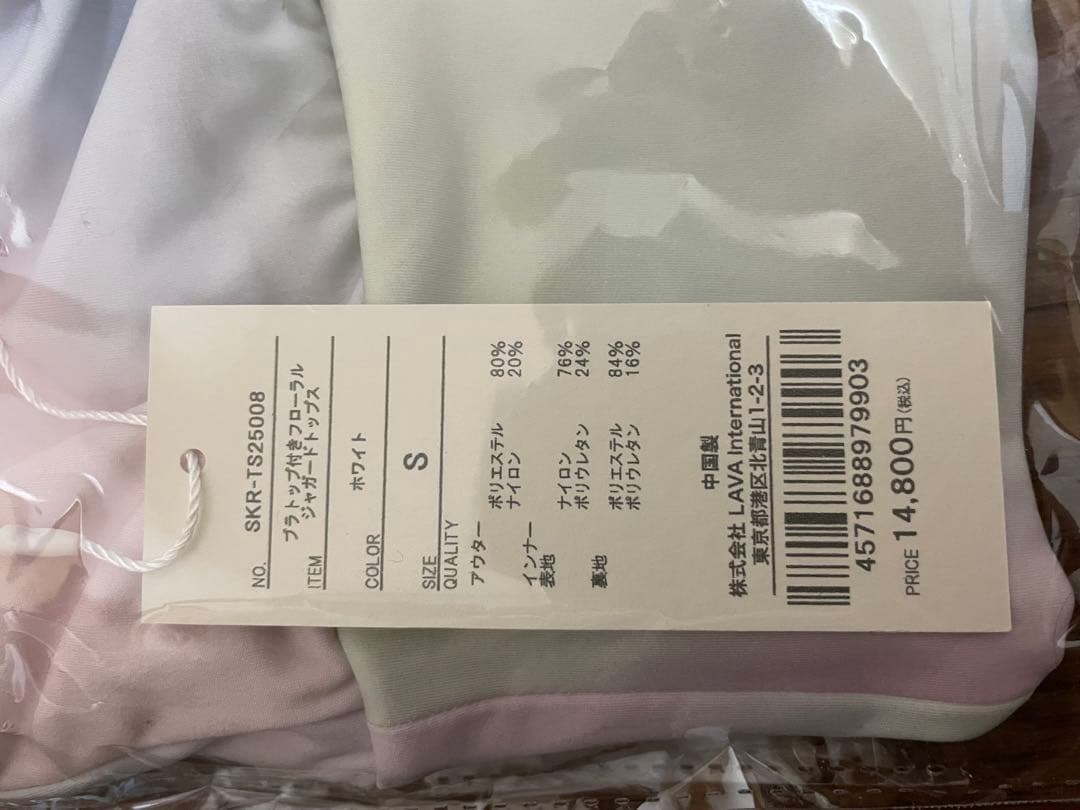 NO. SKR-TS25008
ブラトップ付きフローラル
ITEM ジャガードトップス
COLOR ホワイト
SIZE S
QUALITY
アウター
ポリエステル 80%
ナイロン 20%
インナー
表地
ナイロン 76%
ポリウレタン 24%
裏地
ポリエステル 84%
ポリウレタン 16%
中国製
株式会社 LAVA International
東京都港区北青山1-2-3
4571688979903
PRICE 14,800円(税込)